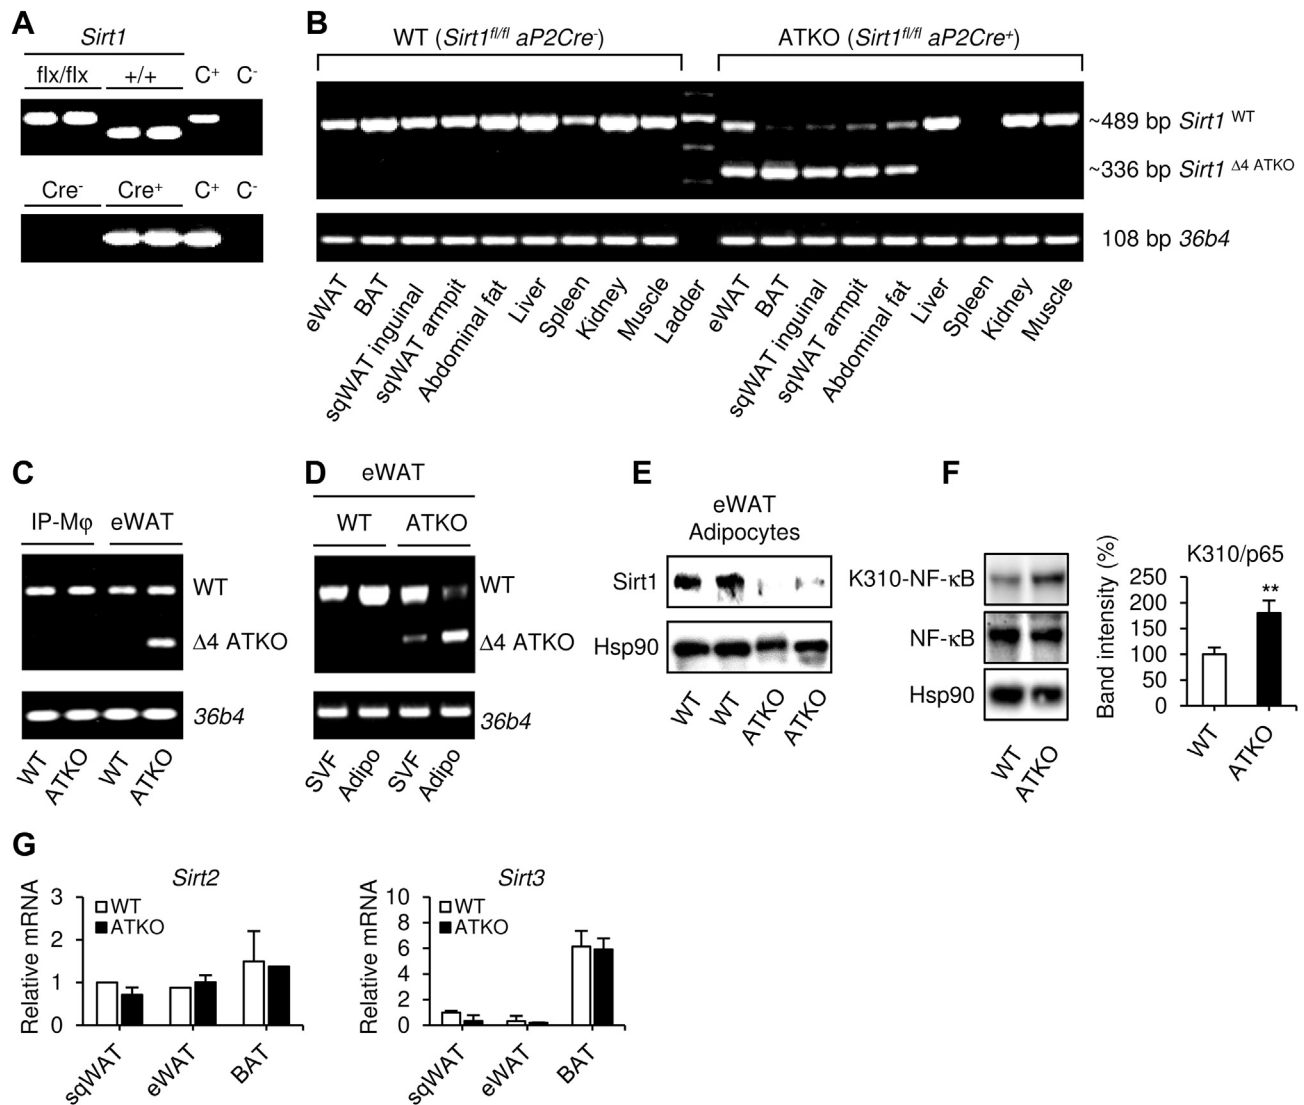 A
Sirt1
flx/flx +/+ C+ C-
Cre- Cre+ C+ C-
B
WT (Sirt1fl/fl aP2Cre-) ATKO (Sirt1fl/fl aP2Cre+)
~489 bp Sirt1 WT
~336 bp Sirt1 Δ4 ATKO
108 bp 36b4
eWAT BAT sqWAT inguinal sqWAT armpit Abdominal fat Liver Spleen Kidney Muscle Ladder eWAT BAT sqWAT inguinal sqWAT armpit Abdominal fat Liver Spleen Kidney Muscle
C
IP-Mφ eWAT
WT
Δ4 ATKO
36b4
WT ATKO WT ATKO
D
eWAT
WT ATKO
WT
Δ4 ATKO
36b4
SVF Adipo SVF Adipo
E
eWAT
Adipocytes
Sirt1
Hsp90
WT WT ATKO ATKO
F
K310-NF-κB
NF-κB
Hsp90
WT ATKO
K310/p65
Band intensity (%)
250
200
150
100
50
0
**
WT ATKO
G
Sirt2
Relative mRNA
3
2
1
0
WT
ATKO
sqWAT eWAT BAT
Sirt3
Relative mRNA
10
8
6
4
2
0
WT
ATKO
sqWAT eWAT BAT